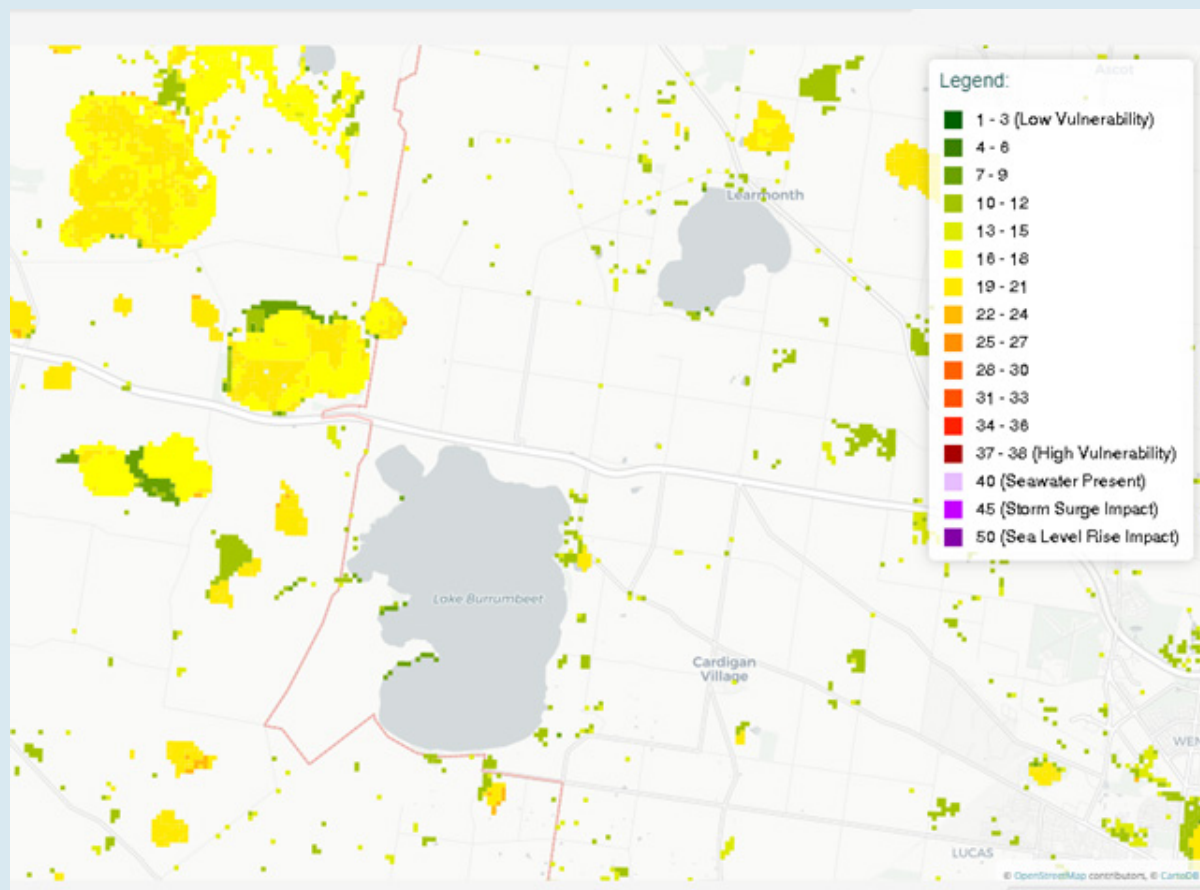 Ascot
Legend:
1 - 3 (Low Vulnerability)
4 - 6
7 - 9
10 - 12
13 - 15
16 - 18
19 - 21
22 - 24
25 - 27
28 - 30
31 - 33
34 - 36
37 - 38 (High Vulnerability)
40 (Seawater Present)
45 (Storm Surge Impact)
50 (Sea Level Rise Impact)
Learmonth
Lake Burrumbeet
Cardigan
Village
WEN
LUCAS
© OpenStreetMap contributors, © CartoDB